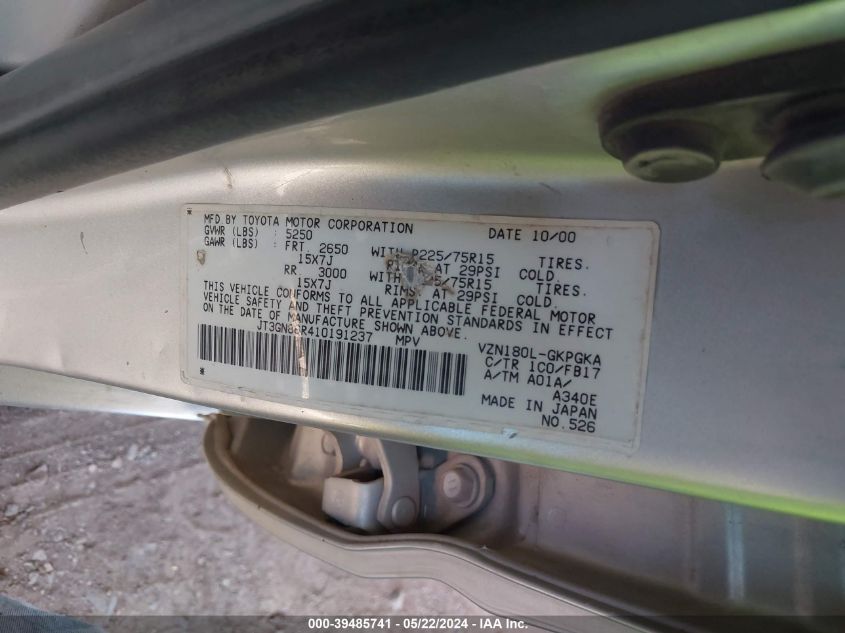 MFD BY TOYOTA MOTOR CORPORATION DATE 10/00
GVWR (LBS) : 5250
GAWR (LBS) : FRT. 2650 WITH P225/75R15 TIRES.
15X7J AT 29PSI COLD.
RR. 3000 WITH TIRES.
15X7J RIMS, AT 29PSI COLD.
THIS VEHICLE CONFORMS TO ALL APPLICABLE FEDERAL MOTOR
VEHICLE SAFETY AND THEFT PREVENTION STANDARDS IN EFFECT
ON THE DATE OF MANUFACTURE SHOWN ABOVE.
MPV
VZN180L-GKPGKA
C/TR 1C0/FB17
A/TM A01A/
A340E
MADE IN JAPAN
NO.526
000-39485741 - 05/22/2024 - IAA Inc.